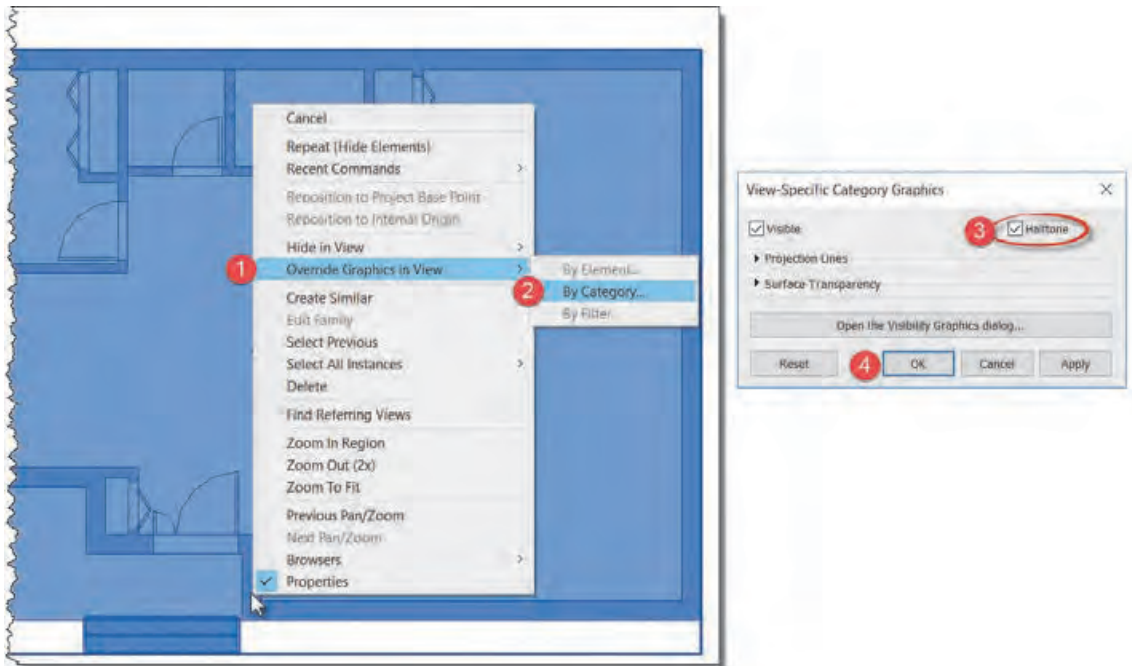 Cancel
Repeat (Hide Elements)
Recent Commands
Reposition to Project Base Point
Reposition to Internal Origin
Hide in View
1
Override Graphics in View
Create Similar
Edit Family
Select Previous
Select All Instances
Delete
Find Referring Views
Zoom In Region
Zoom Out (2x)
Zoom To Fit
Previous Pan/Zoom
Next Pan/Zoom
Browsers
Properties
By Element...
2
By Category...
By Filter...
View-Specific Category Graphics
Visible
3
Halftone
Projection Lines
Surface Transparency
Open the Visibility Graphics dialog...
Reset
4
OK
Cancel
Apply